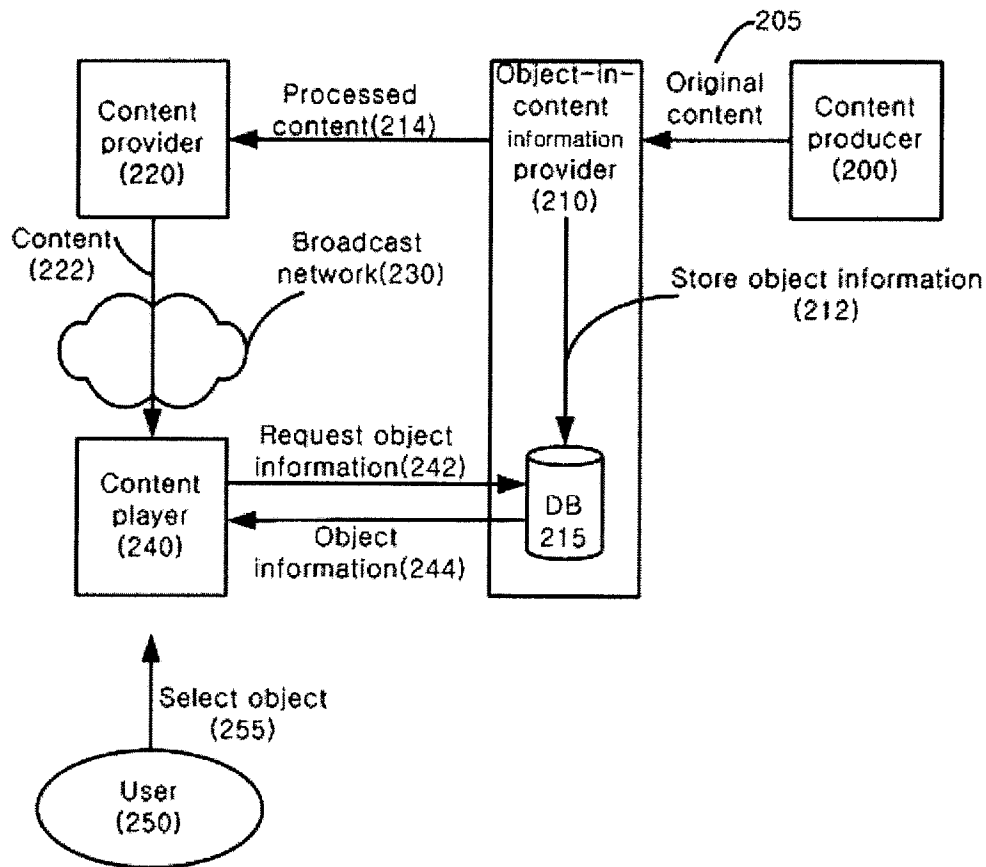 205
Original
content
Content
producer
(200)
Object-in-
content
information
provider
(210)
Processed
content(214)
Content
provider
(220)
Content
(222)
Broadcast
network(230)
Store object information
(212)
Request object
information(242)
DB
215
Object
information(244)
Content
player
(240)
Select object
(255)
User
(250)